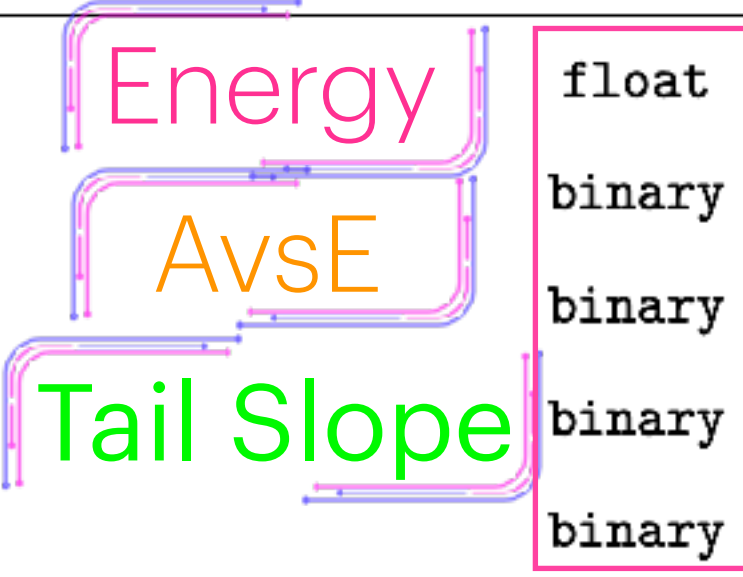 Energy
float
binary
AvsE
binary
Tail Slope
binary
binary